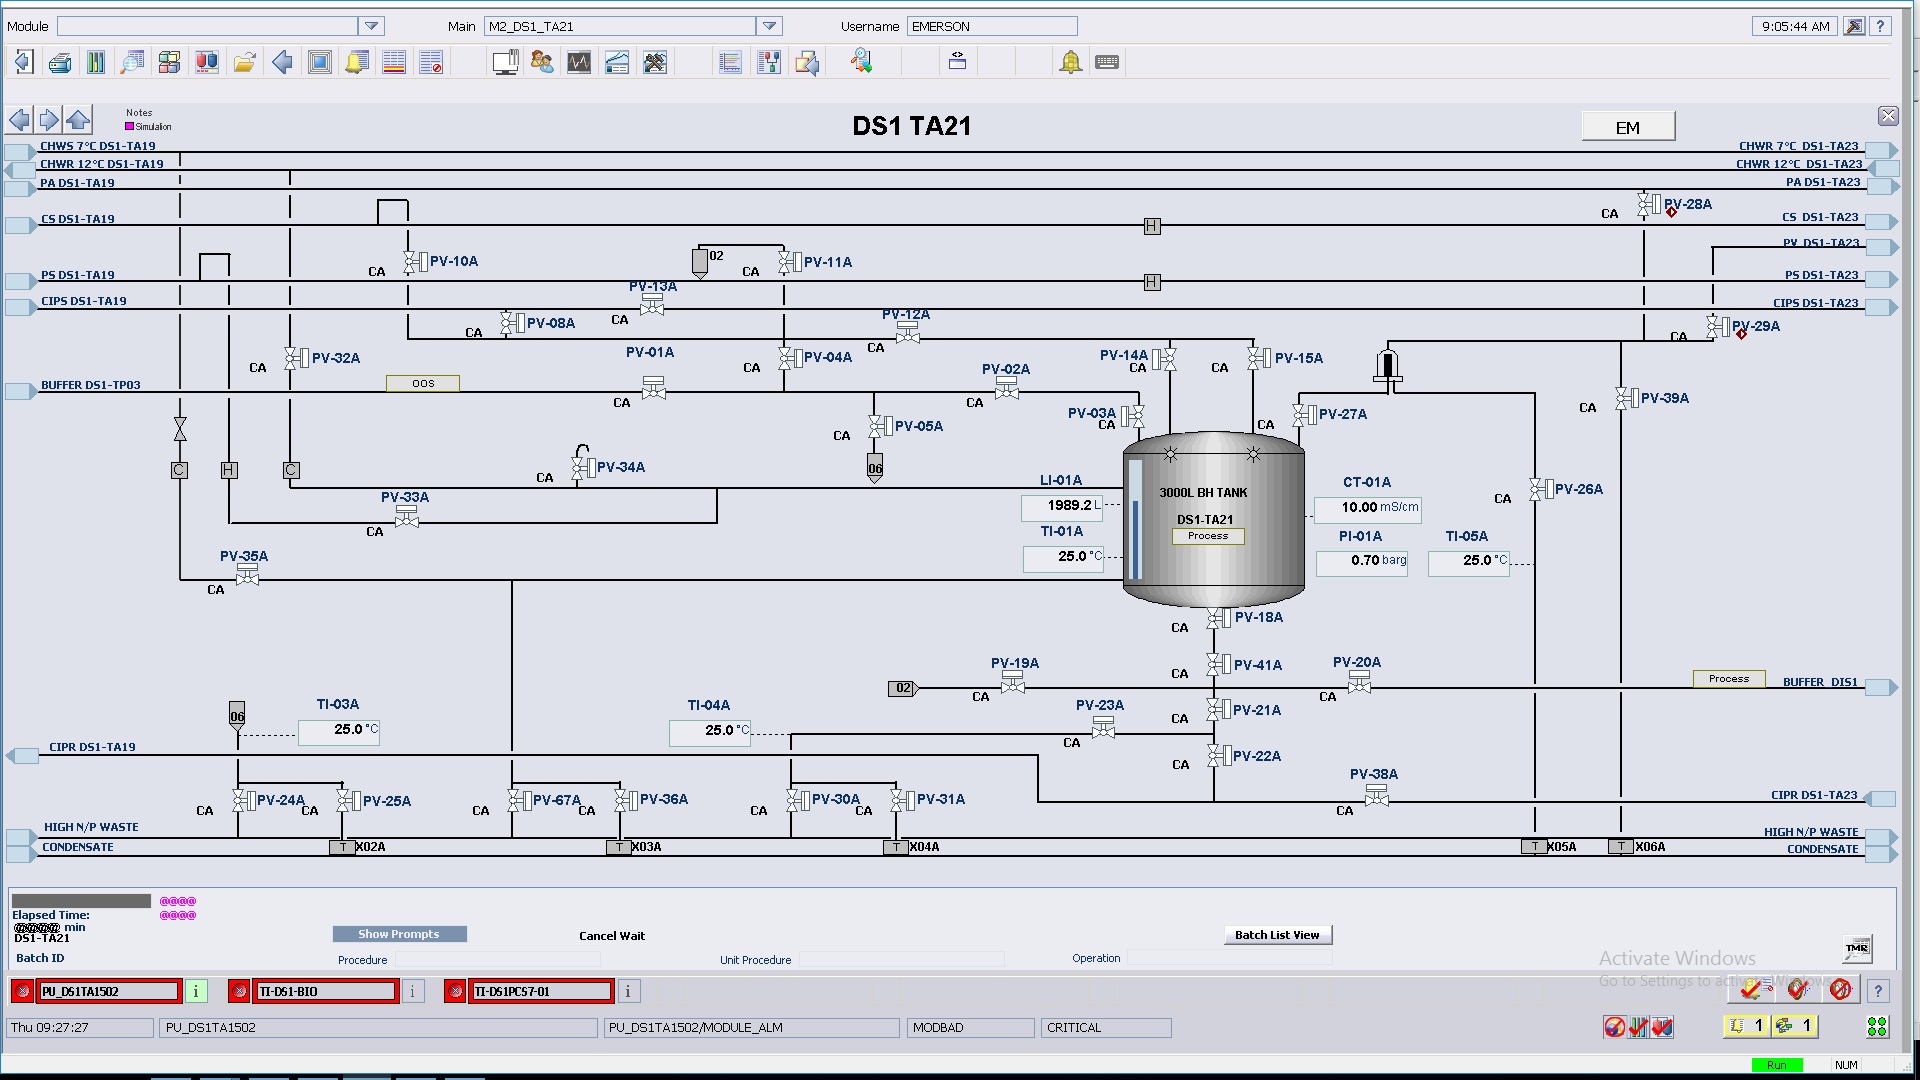 Module
Main M2_DS1_TA21
Username EMERSON
9:05:44 AM
Notes
Simulation
DS1 TA21
EM
CHWS 7°C DS1-TA19
CHWR 7°C DS1-TA23
CHWR 12°C DS1-TA19
CHWR 12°C DS1-TA23
PA DS1-TA19
PA DS1-TA23
CA PV-28A
CS DS1-TA19
H
CS DS1-TA23
PV DS1-TA23
CA PV-10A
02
CA PV-11A
PS DS1-TA19
H
PS DS1-TA23
PV-13A
CIPS DS1-TA19
CIPS DS1-TA23
CA
PV-12A
CA PV-08A
CA
CA PV-29A
CA PV-32A
PV-01A
CA PV-04A
PV-14A
CA
CA PV-15A
BUFFER DS1-TP03
OOS
CA
PV-02A
CA
PV-03A
CA
CA PV-27A
CA PV-39A
CA PV-05A
06
C
H
C
CA PV-34A
PV-33A
CA
LI-01A
1989.2 L
TI-01A
25.0 °C
3000L BH TANK
DS1-TA21
Process
CT-01A
10.00 mS/cm
PI-01A
0.70 barg
TI-05A
25.0 °C
CA PV-26A
PV-35A
CA
CA PV-18A
PV-19A
CA PV-41A
PV-20A
02
CA
CA
Process
BUFFER DIS1
06
TI-03A
25.0 °C
TI-04A
25.0 °C
PV-23A
CA
CA PV-21A
CIPR DS1-TA19
CA PV-22A
PV-38A
CA
CIPR DS1-TA23
CA PV-24A
CA PV-25A
CA PV-67A
CA PV-36A
CA PV-30A
CA PV-31A
HIGH N/P WASTE
HIGH N/P WASTE
CONDENSATE
T X02A
T X03A
T X04A
T X05A
T X06A
CONDENSATE
@@@@
Elapsed Time: @@@@
@@@@ min
DS1-TA21
Show Prompts
Cancel Wait
Batch List View
TMR
Batch ID
Procedure
Unit Procedure
Operation
Activate Windows
Go to Settings to activate Windows.
PU_DS1TA1502 i
TI-DS1-BIO i
TI-DS1PCS7-01 i
?
Thu 09:27:27
PU_DS1TA1502
PU_DS1TA1502/MODULE_ALM
MODBAD
CRITICAL
1
1
Run
NUM